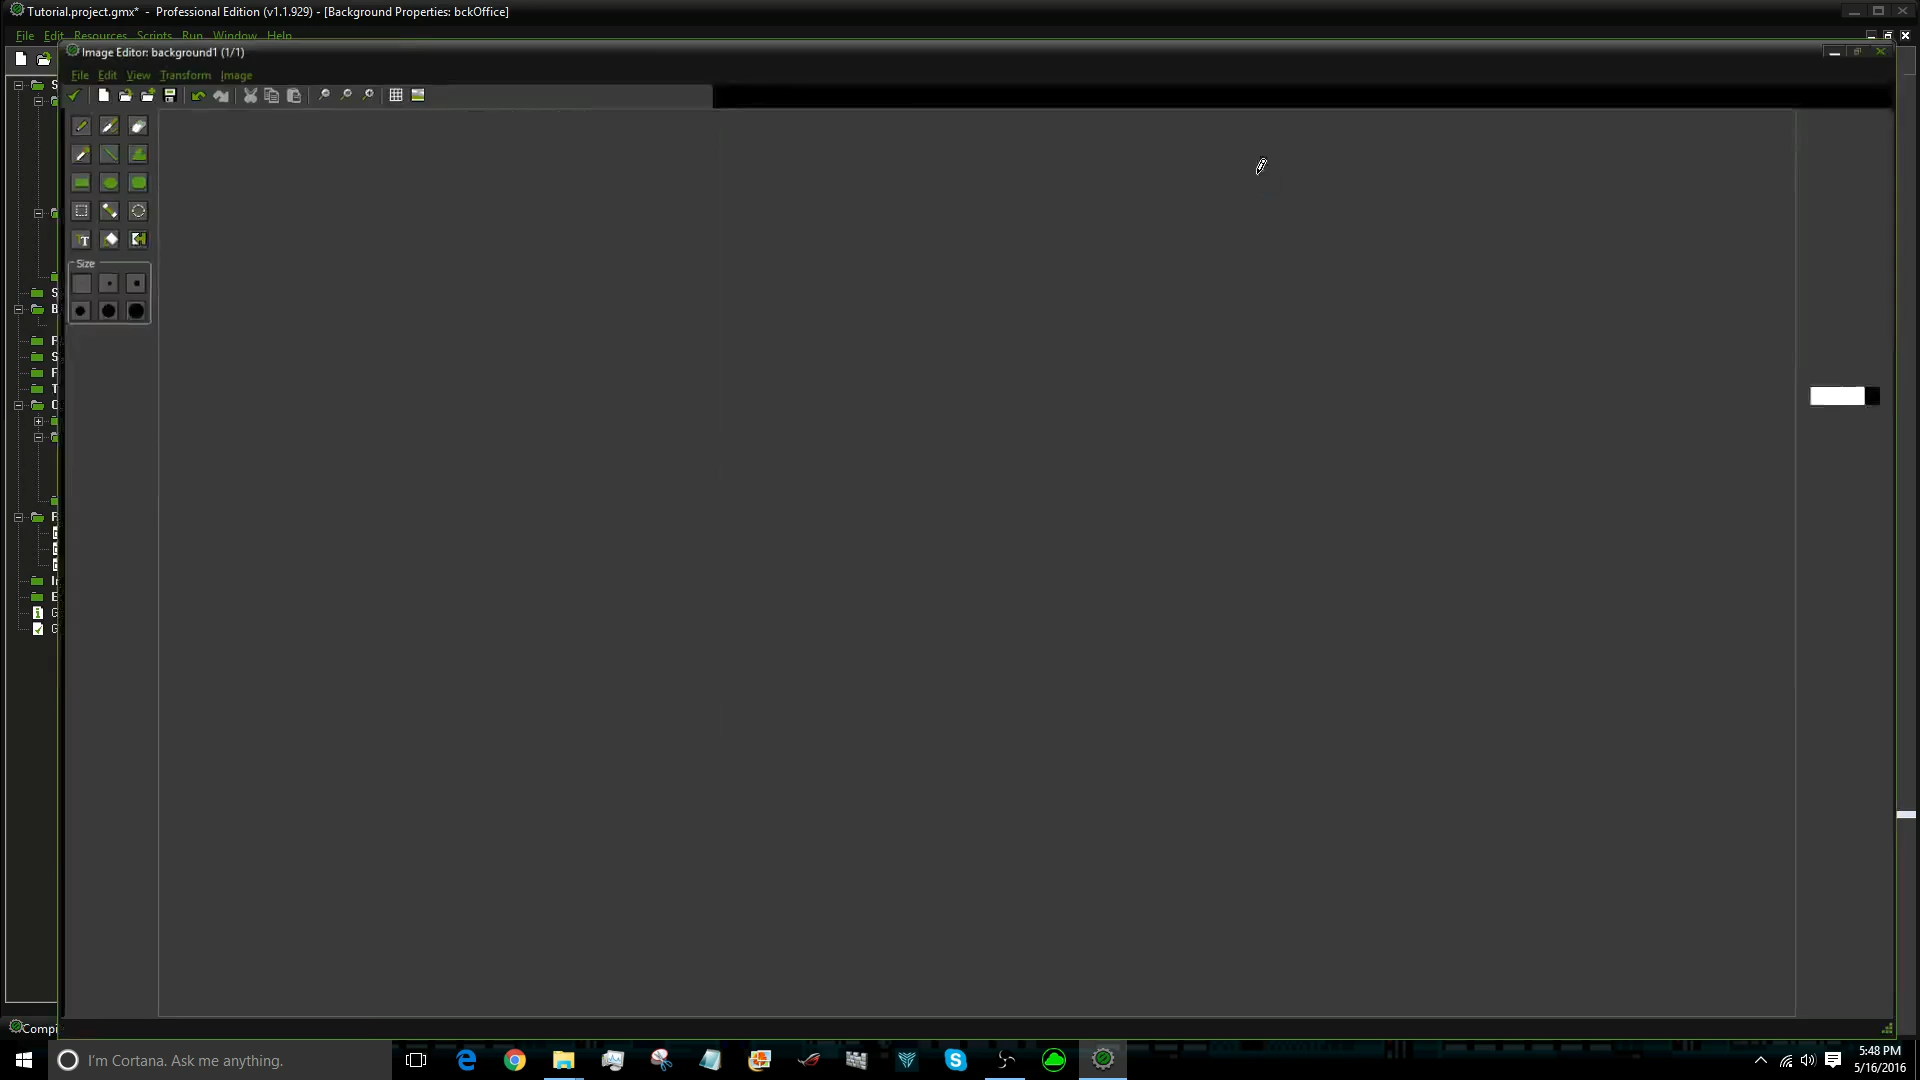 Tutorial.project.gmx* - Professional Edition (v1.1.929) - [Background Properties: bckOffice]
File Edit Resources Scripts Run Window Help
Image Editor: background1 (1/1)
File Edit View Transform Image
S
T
Size
S
B
F
S
F
T
O
F
In
E
G
G
Compi
I'm Cortana. Ask me anything.
5:48 PM
5/16/2016